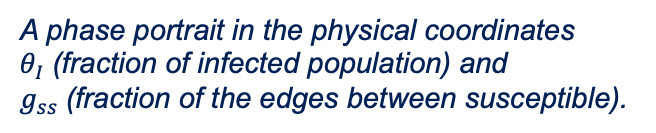 A phase portrait in the physical coordinates
θ_I (fraction of infected population) and
g_ss (fraction of the edges between susceptible).